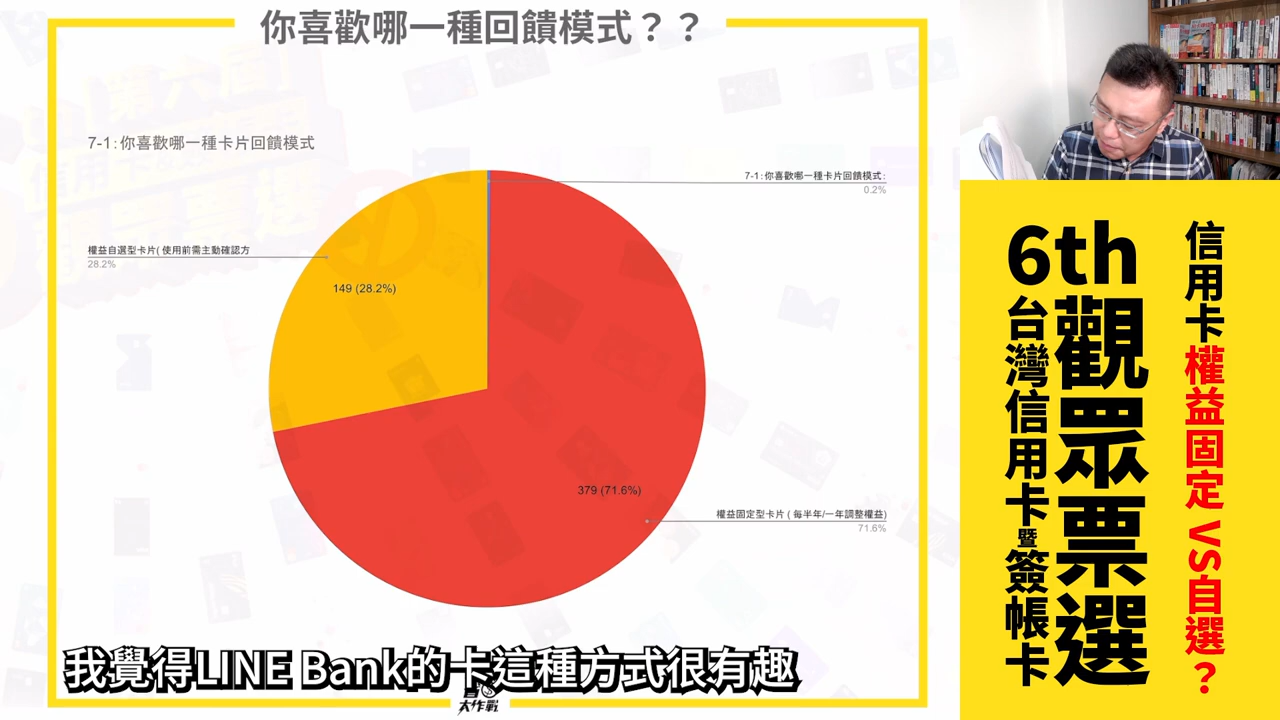 你喜歡哪一種回饋模式？？
7-1：你喜歡哪一種卡片回饋模式
7-1：你喜歡哪一種卡片回饋模式：
0.2%
權益自選型卡片( 使用前需主動確認方
28.2%
149 (28.2%)
379 (71.6%)
權益固定型卡片 ( 每半年/一年調整權益)
71.6%
我覺得LINE Bank的卡這種方式很有趣
大作戰
信用卡權益固定 VS自選？
6th
觀眾票選
台灣信用卡暨簽帳卡